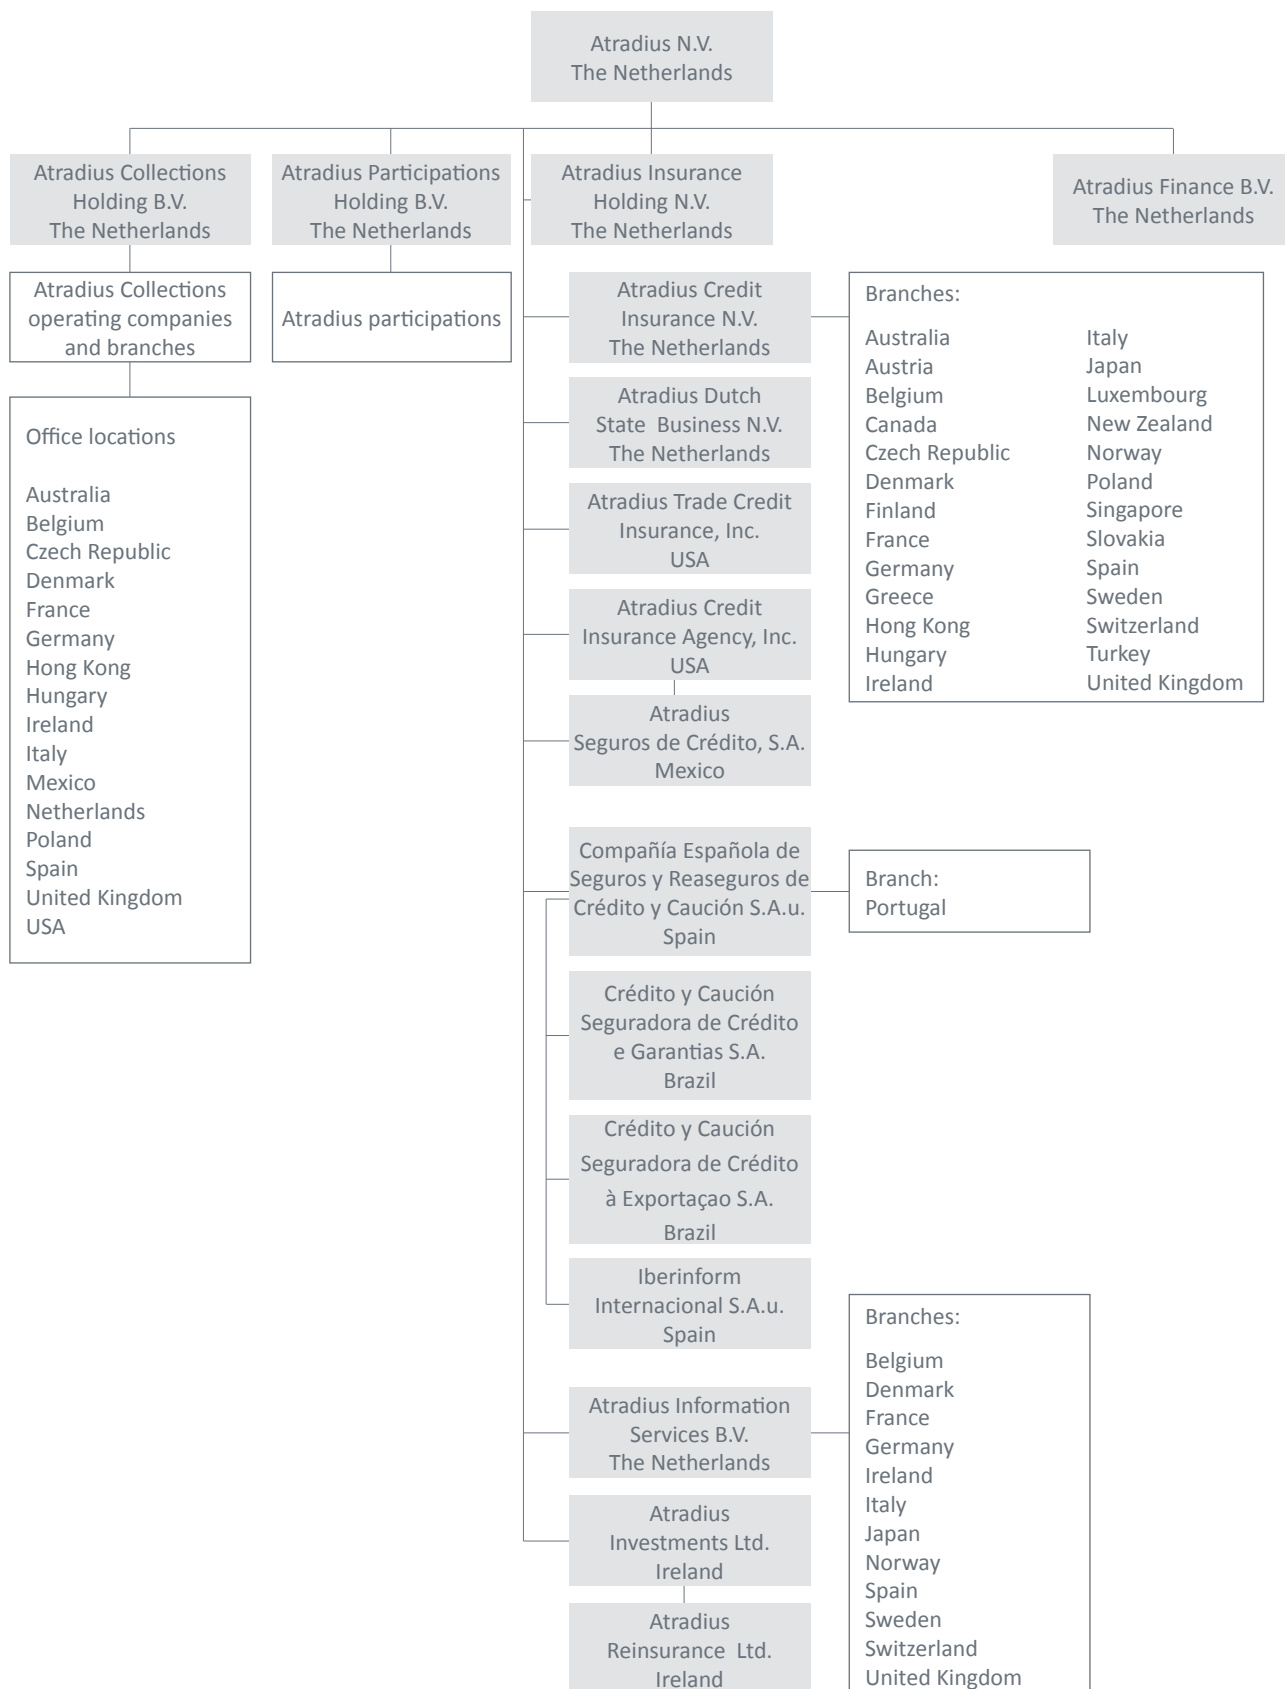 Atradius N.V.
The Netherlands
Atradius Collections
Holding B.V.
The Netherlands
Atradius Participations
Holding B.V.
The Netherlands
Atradius Insurance
Holding N.V.
The Netherlands
Atradius Finance B.V.
The Netherlands
Atradius Collections
operating companies
and branches
Atradius participations
Office locations
Australia
Belgium
Czech Republic
Denmark
France
Germany
Hong Kong
Hungary
Ireland
Italy
Mexico
Netherlands
Poland
Spain
United Kingdom
USA
Atradius Credit
Insurance N.V.
The Netherlands
Branches:
Australia
Austria
Belgium
Canada
Czech Republic
Denmark
Finland
France
Germany
Greece
Hong Kong
Hungary
Ireland
Italy
Japan
Luxembourg
New Zealand
Norway
Poland
Singapore
Slovakia
Spain
Sweden
Switzerland
Turkey
United Kingdom
Atradius Dutch
State Business N.V.
The Netherlands
Atradius Trade Credit
Insurance, Inc.
USA
Atradius Credit
Insurance Agency, Inc.
USA
Atradius
Seguros de Crédito, S.A.
Mexico
Compañía Española de
Seguros y Reaseguros de
Crédito y Caución S.A.u.
Spain
Branch:
Portugal
Crédito y Caución
Seguradora de Crédito
e Garantias S.A.
Brazil
Crédito y Caución
Seguradora de Crédito
à Exportaçao S.A.
Brazil
Iberinform
Internacional S.A.u.
Spain
Atradius Information
Services B.V.
The Netherlands
Branches:
Belgium
Denmark
France
Germany
Ireland
Italy
Japan
Norway
Spain
Sweden
Switzerland
United Kingdom
Atradius
Investments Ltd.
Ireland
Atradius
Reinsurance Ltd.
Ireland